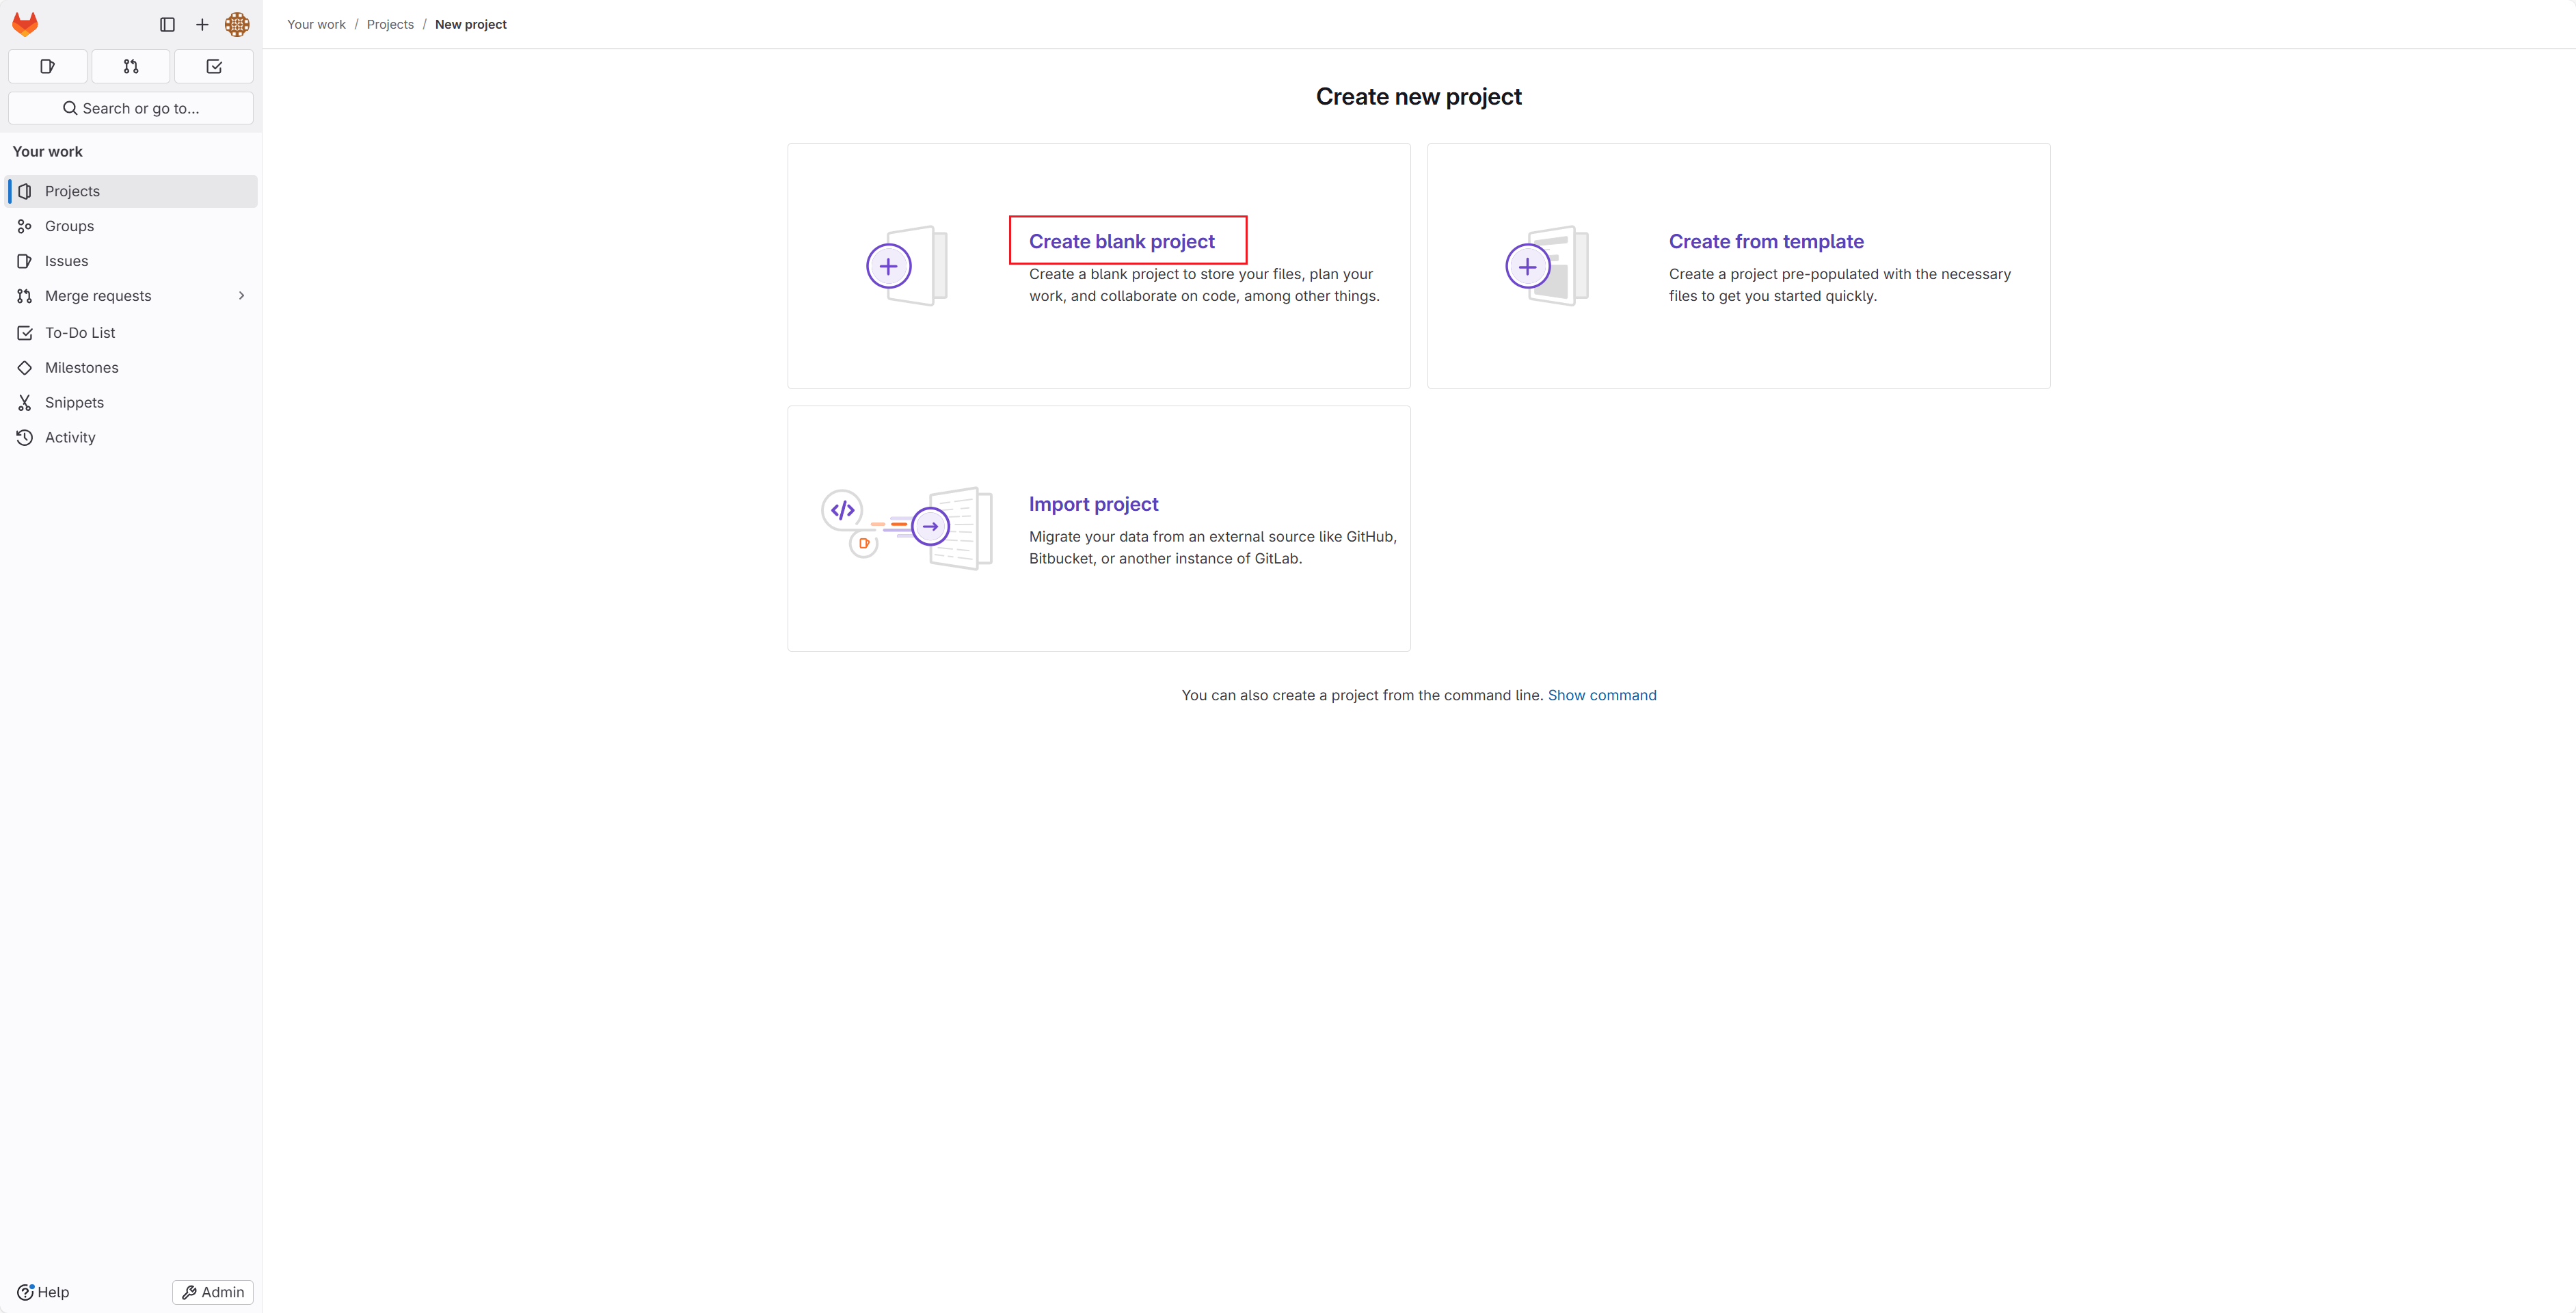 Your work / Projects / New project
Search or go to...
Your work
Projects
Groups
Issues
Merge requests
To-Do List
Milestones
Snippets
Activity
Help
Admin
Create new project
Create blank project
Create a blank project to store your files, plan your
work, and collaborate on code, among other things.
Create from template
Create a project pre-populated with the necessary
files to get you started quickly.
Import project
Migrate your data from an external source like GitHub,
Bitbucket, or another instance of GitLab.
You can also create a project from the command line. Show command